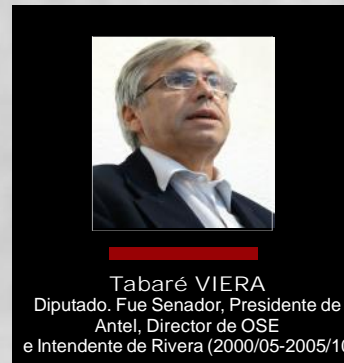 Tabaré VIERA
Diputado. Fue Senador, Presidente de
Antel, Director de OSE
e Intendente de Rivera (2000/05-2005/10